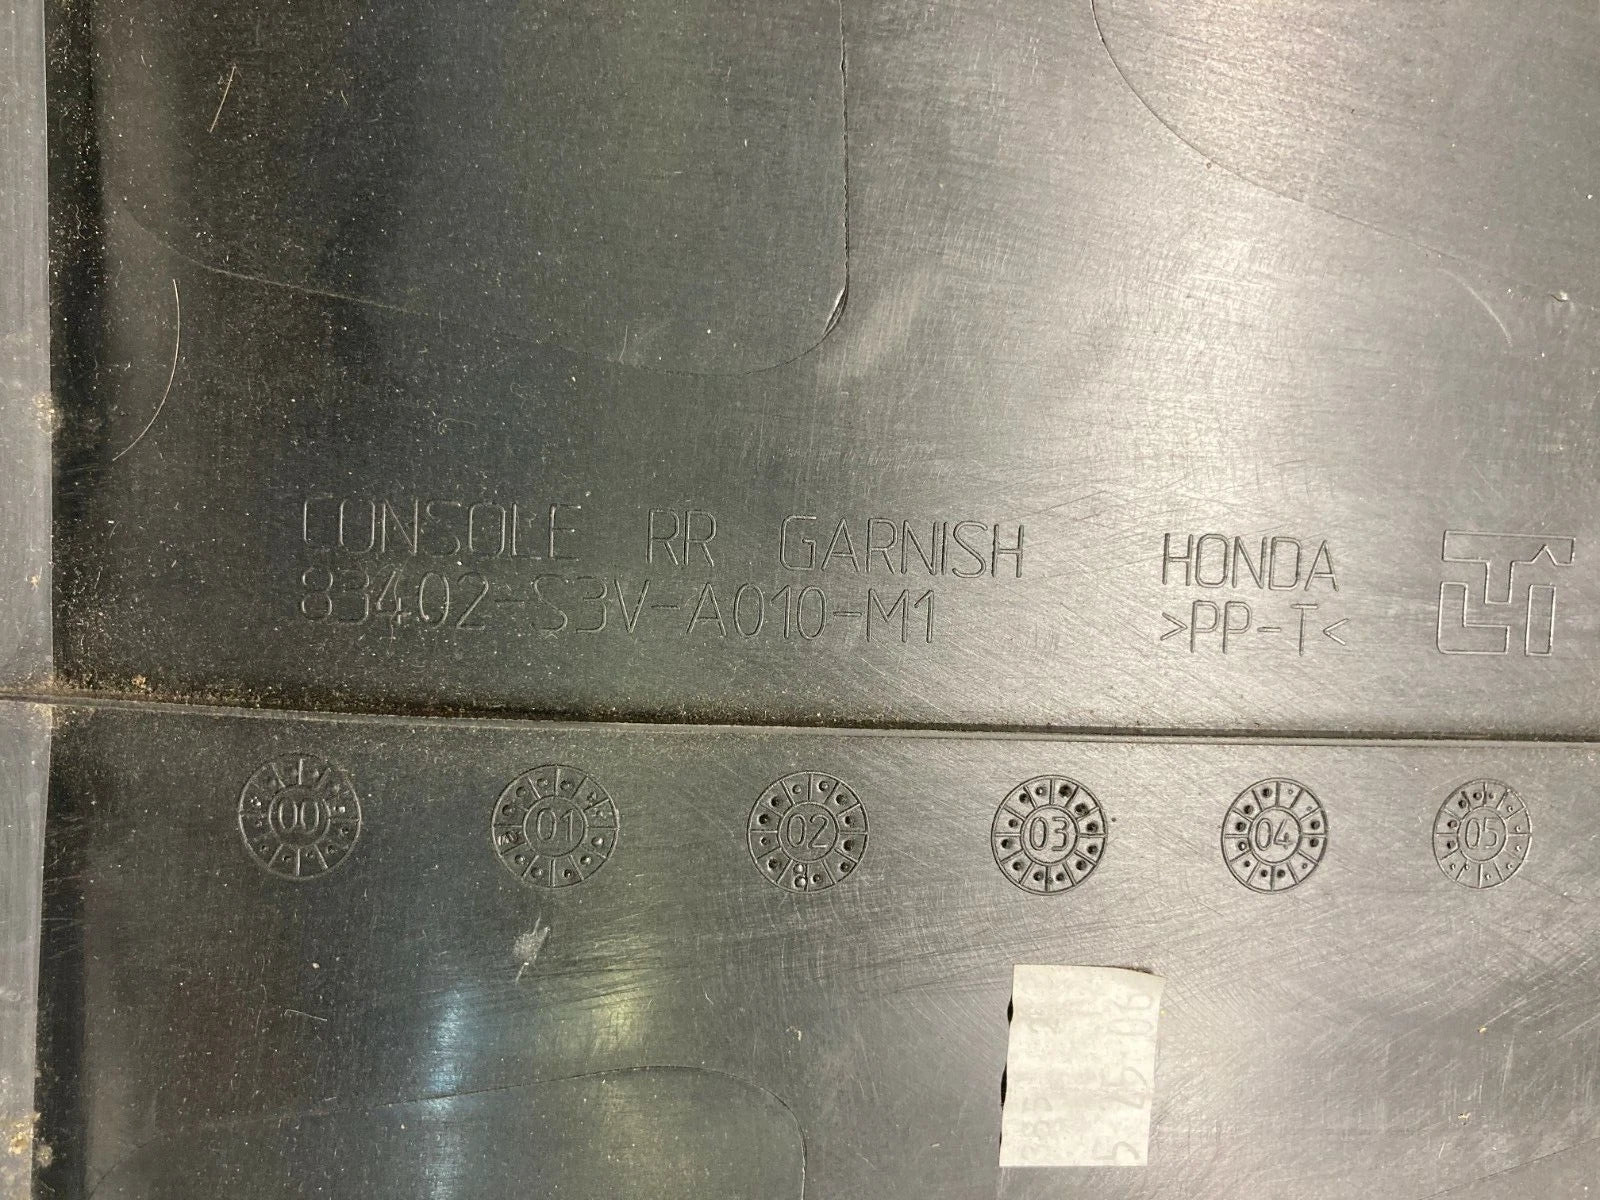 CONSOLE RR GARNISH
83402-S3V-A010-M1
HONDA
>PP-T<
00 01 02 03 04 05